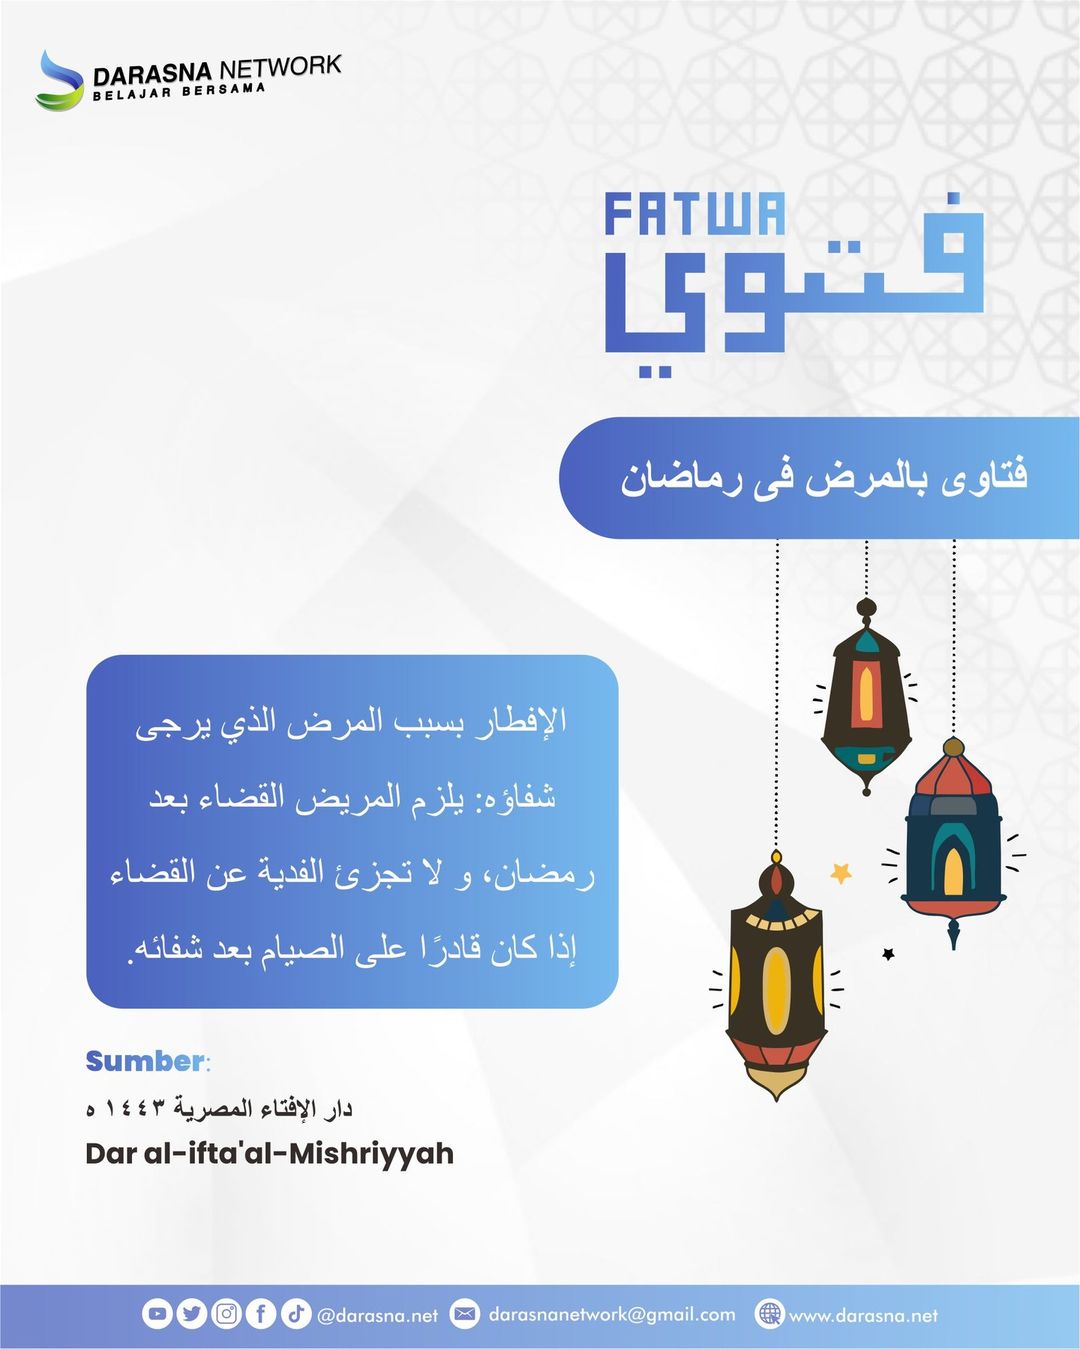 DARASNA NETWORK
BELAJAR BERSAMA
FATWA
فتوي
فتاوى بالمرض فى رماضان
الإفطار بسبب المرض الذي يرجى
شفاؤه: يلزم المريض القضاء بعد
رمضان، و لا تجزئ الفدية عن القضاء
إذا كان قادرًا على الصيام بعد شفائه.
Sumber:
دار الإفتاء المصرية ١٤٤٣ ه
Dar al-ifta'al-Mishriyyah
@darasna.net darasnanetwork@gmail.com www.darasna.net